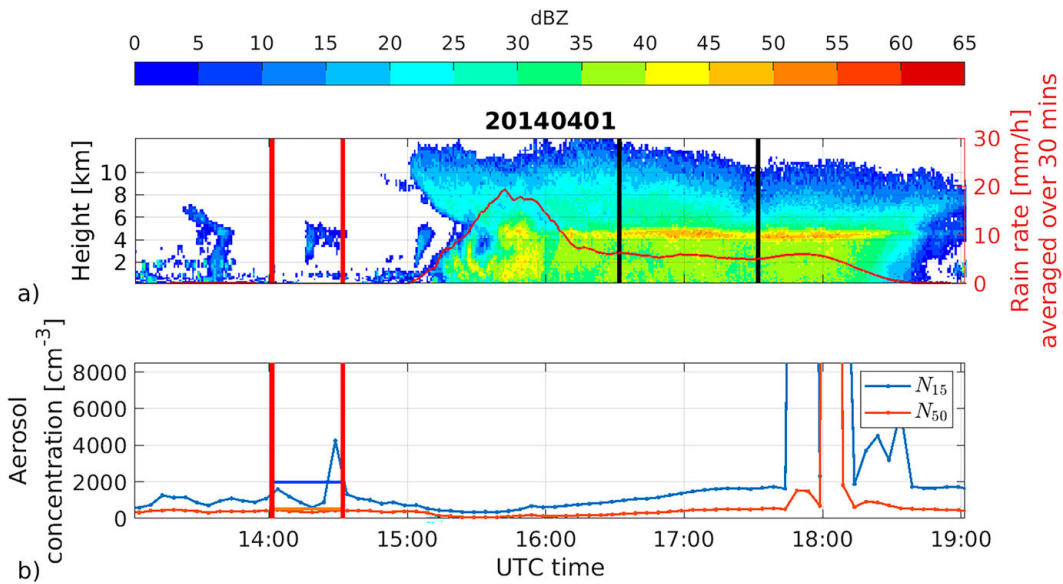 dBZ
0 5 10 15 20 25 30 35 40 45 50 55 60 65
20140401
Height [km]
10
8
6
4
2
30
20
10
0
Rain rate [mm/h]
averaged over 30 mins
a)
Aerosol
concentration [cm-3]
8000
6000
4000
2000
0
N15
N50
14:00 15:00 16:00 17:00 18:00 19:00
UTC time
b)